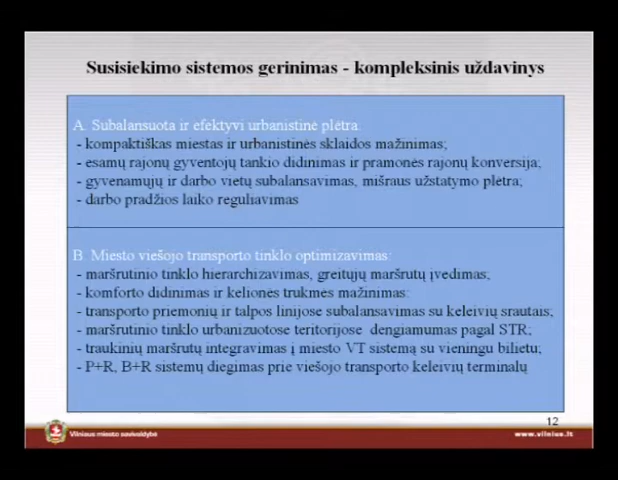 Susisiekimo sistemos gerinimas - kompleksinis uždavinys
A. Subalansuota ir efektyvi urbanistinė plėtra:
- kompaktiškas miestas ir urbanistinės sklaidos mažinimas;
- esamų rajonų gyventojų tankio didinimas ir pramonės rajonų konversija;
- gyvenamųjų ir darbo vietų subalansavimas, mišraus užstatymo plėtra;
- darbo pradžios laiko reguliavimas
B. Miesto viešojo transporto tinklo optimizavimas:
- maršrutinio tinklo hierarchizavimas, greitųjų maršrutų įvedimas;
- komforto didinimas ir kelionės trukmės mažinimas:
- transporto priemonių ir talpos linijose subalansavimas su keleivių srautais;
- maršrutinio tinklo urbanizuotose teritorijose dengiamumas pagal STR;
- traukinių maršrutų integravimas į miesto VT sistemą su vieningu bilietu;
- P+R, B+R sistemų diegimas prie viešojo transporto keleivių terminalų
12
Vilniaus miesto savivaldybė
www.vilnius.lt